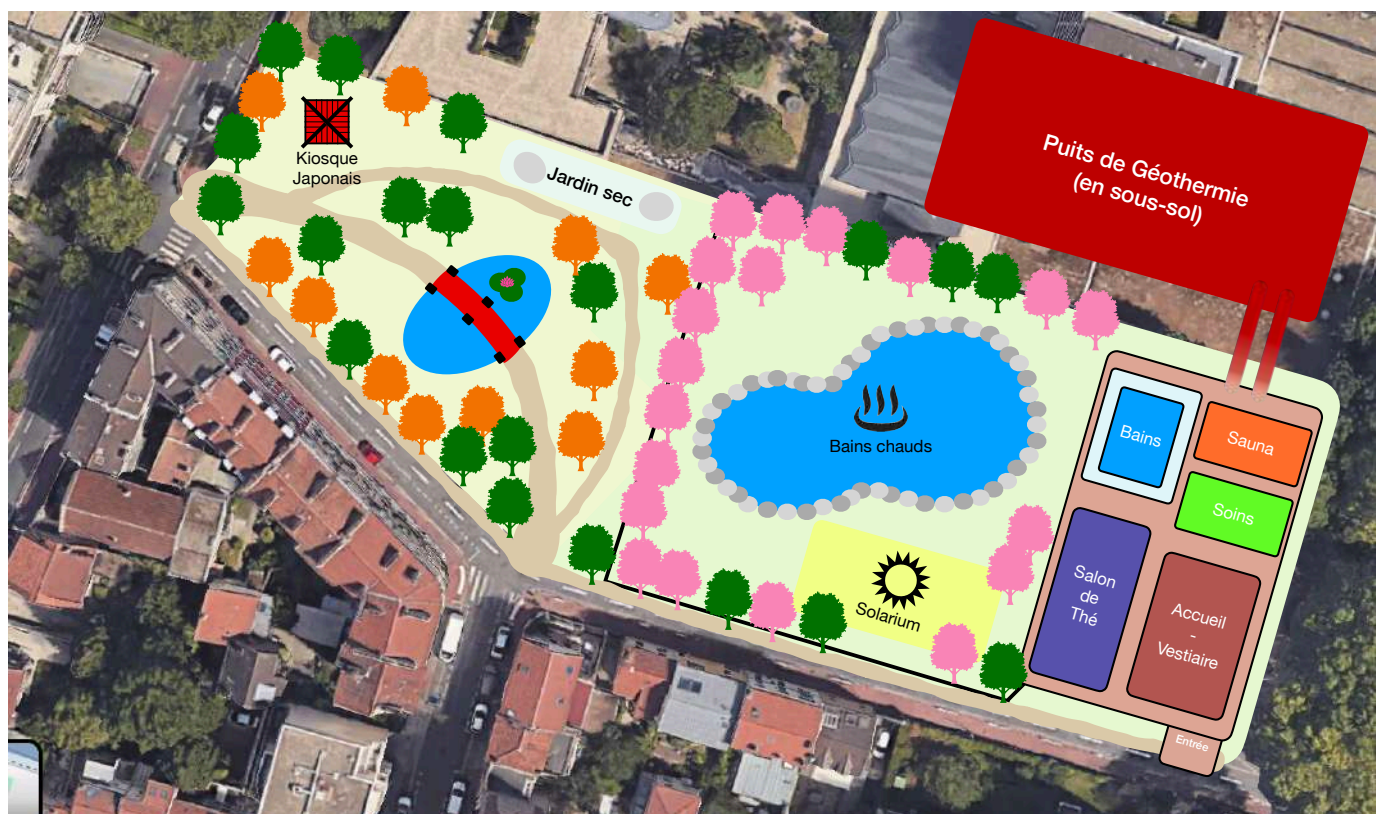 Kiosque
Japonais
Jardin sec
Puits de Géothermie
(en sous-sol)
Bains chauds
Bains
Sauna
Soins
Salon
de
Thé
Accueil
-
Vestiaire
Solarium
Entrée